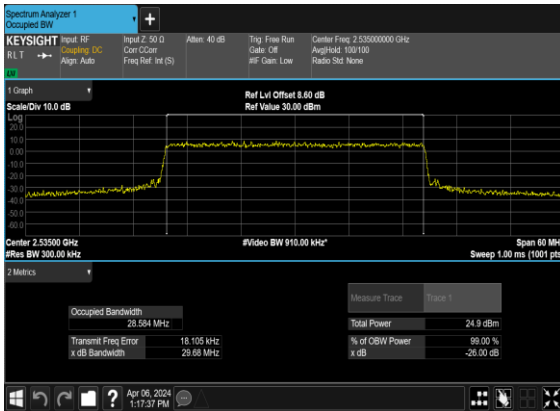 Spectrum Analyzer 1
Occupied BW
KEYSIGHT
RLT
Input: RF
Coupling: DC
Align: Auto
Input Z: 50 Ω
Corr CCorr
Freq Ref: Int (S)
Atten: 40 dB
Trig: Free Run
Gate: Off
#IF Gain: Low
Center Freq: 2.535000000 GHz
Avg|Hold: 100/100
Radio Std: None
1 Graph
Scale/Div 10.0 dB
Ref Lvl Offset 8.60 dB
Ref Value 30.00 dBm
Log
20.0
10.0
0.00
-10.0
-20.0
-30.0
-40.0
-50.0
-60.0
Center 2.53500 GHz
#Video BW 910.00 kHz*
Span 60 MH
#Res BW 300.00 kHz
Sweep 1.00 ms (1001 pts
2 Metrics
Measure Trace
Trace 1
Occupied Bandwidth
28.584 MHz
Total Power
24.9 dBm
Transmit Freq Error
18.105 kHz
% of OBW Power
99.00 %
x dB Bandwidth
29.68 MHz
x dB
-26.00 dB
Apr 06, 2024
1:17:37 PM